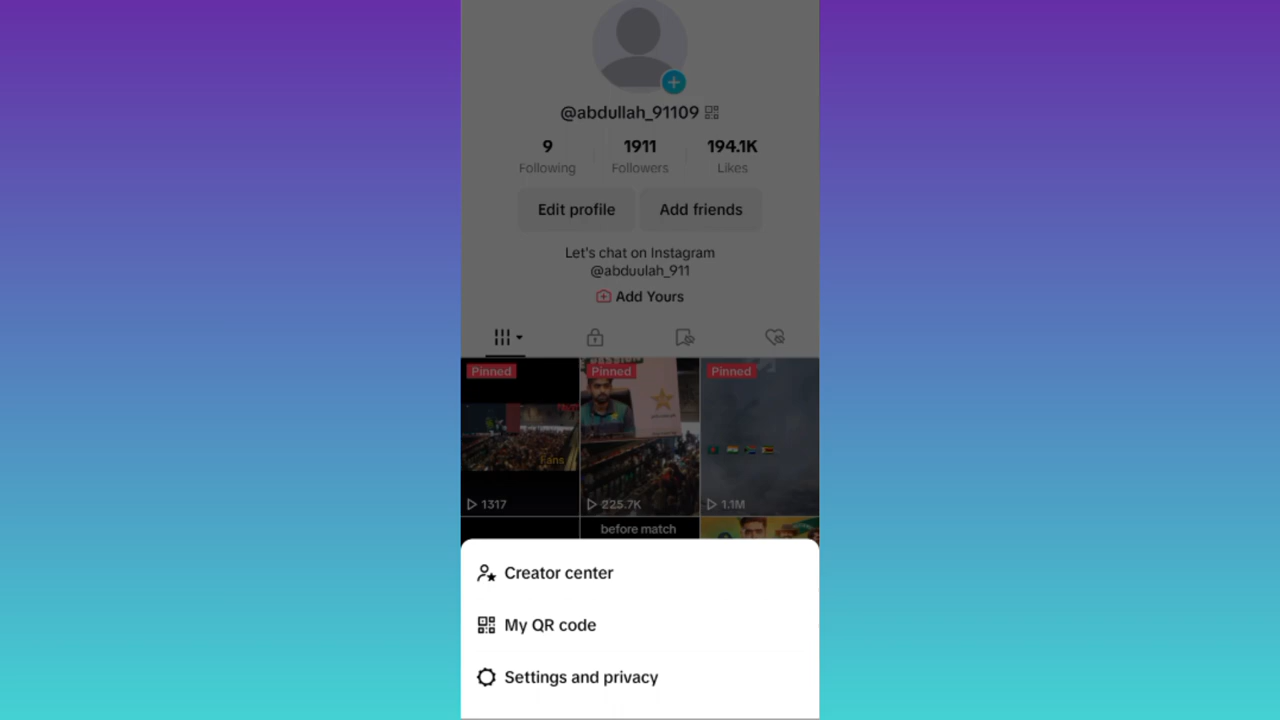 @abdullah_91109
9
1911
194.1K
Following
Followers
Likes
Edit profile
Add friends
Let's chat on Instagram
@abduulah_911
Add Yours
Pinned
Pinned
Pinned
Fans
1317
225.7K
1.1M
before match
Creator center
My QR code
Settings and privacy